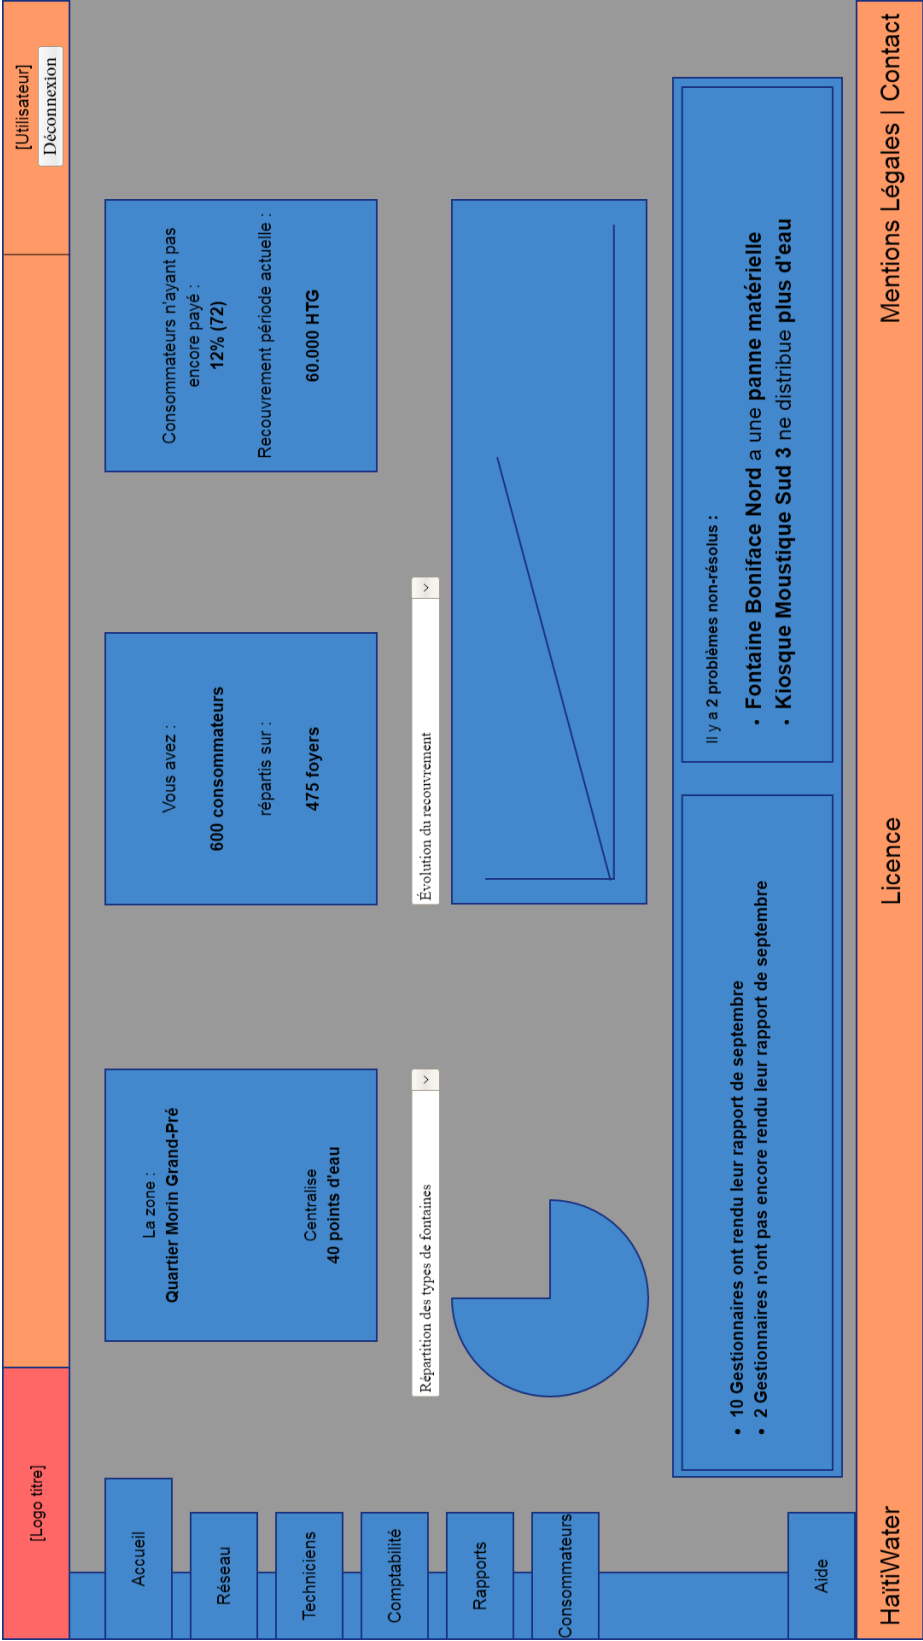 [Logo titre]
[Utilisateur]
Déconnexion
Accueil
Réseau
Techniciens
Comptabilité
Rapports
Consommateurs
Aide
La zone :
Quartier Morin Grand-Pré
Centralise
40 points d'eau
Vous avez :
600 consommateurs
répartis sur :
475 foyers
Consommateurs n'ayant pas
encore payé :
12% (72)
Recouvrement période actuelle :
60.000 HTG
Répartition des types de fontaines
Évolution du recouvrement
• 10 Gestionnaires ont rendu leur rapport de septembre
• 2 Gestionnaires n'ont pas encore rendu leur rapport de septembre
Il y a 2 problèmes non-résolus :
• Fontaine Boniface Nord a une panne matérielle
• Kiosque Moustique Sud 3 ne distribue plus d'eau
HaïtiWater
Licence
Mentions Légales | Contact